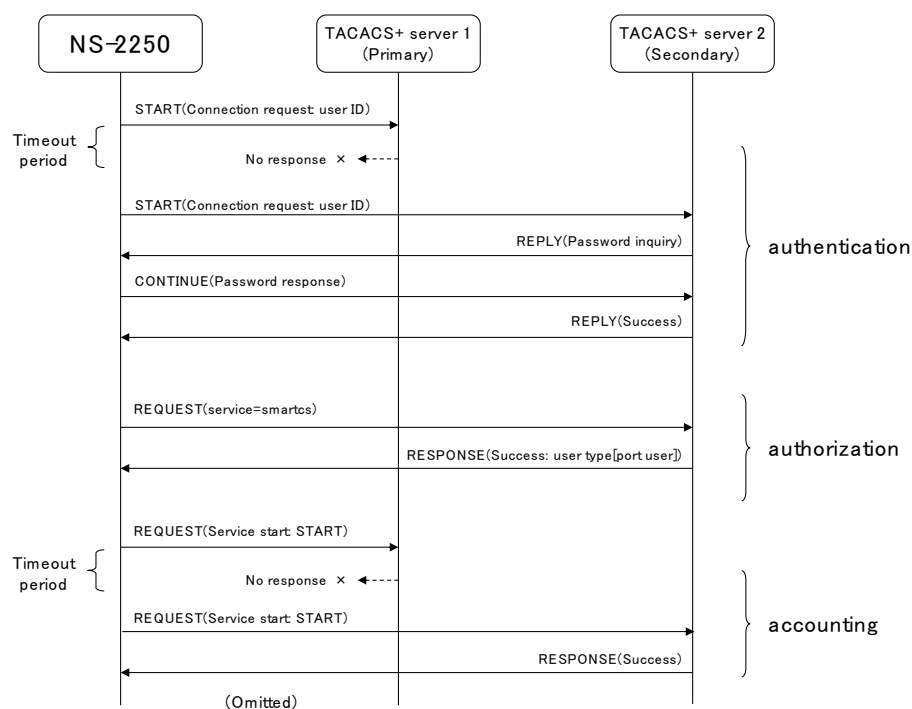 NS-2250
TACACS+ server 1
(Primary)
TACACS+ server 2
(Secondary)
START(Connection request: user ID)
Timeout
period
No response ×
START(Connection request: user ID)
REPLY(Password inquiry)
authentication
CONTINUE(Password response)
REPLY(Success)
REQUEST(service=smartcs)
authorization
RESPONSE(Success: user type[port user])
REQUEST(Service start: START)
Timeout
period
No response ×
REQUEST(Service start: START)
accounting
RESPONSE(Success)
(Omitted)